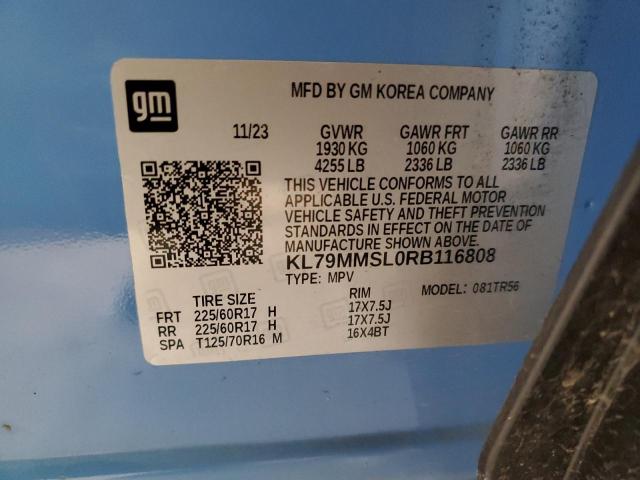 gm
MFD BY GM KOREA COMPANY
11/23 GVWR GAWR FRT GAWR RR
1930 KG 1060 KG 1060 KG
4255 LB 2336 LB 2336 LB
THIS VEHICLE CONFORMS TO ALL
APPLICABLE U.S. FEDERAL MOTOR
VEHICLE SAFETY AND THEFT PREVENTION
STANDARDS IN EFFECT ON THE DATE OF
MANUFACTURE SHOWN ABOVE.
KL79MMSL0RB116808
TYPE: MPV MODEL: 081TR56
TIRE SIZE RIM
FRT 225/60R17 H 17X7.5J
RR 225/60R17 H 17X7.5J
SPA T125/70R16 M 16X4BT